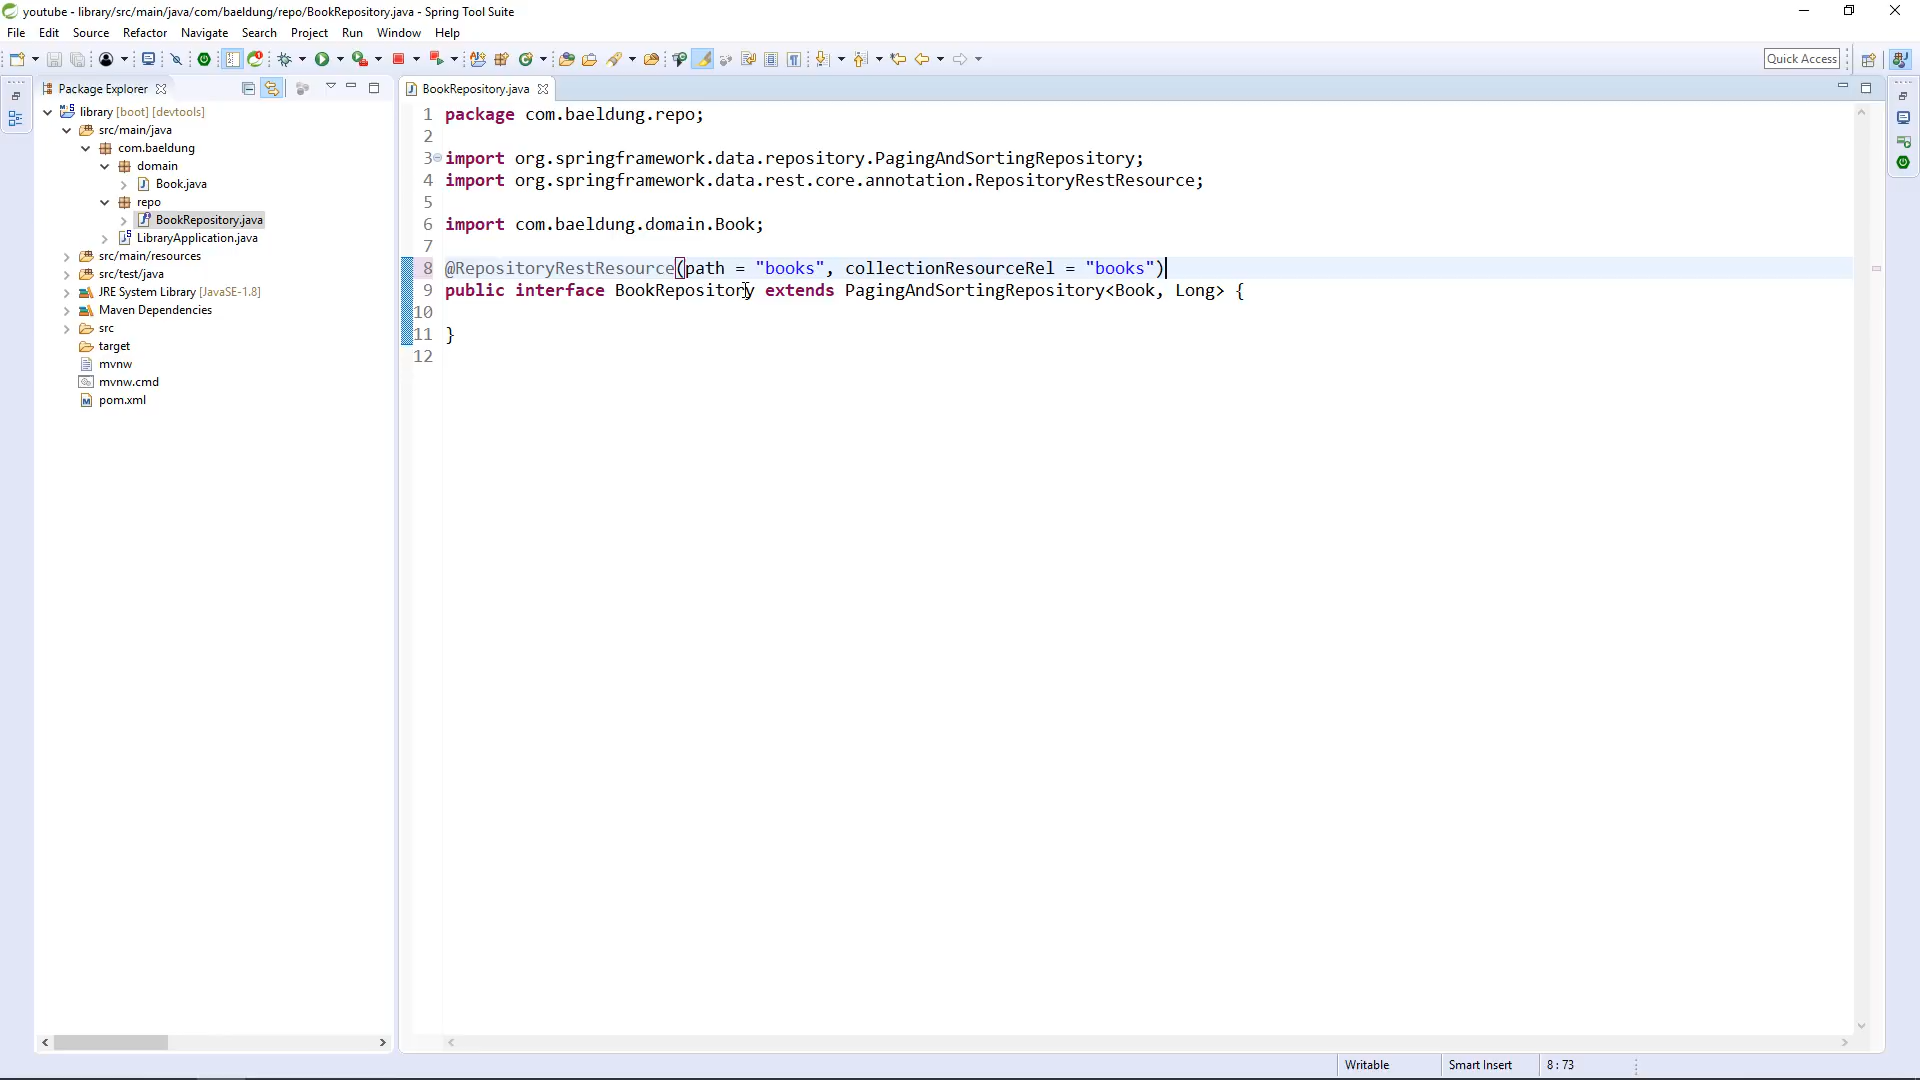 youtube - library/src/main/java/com/baeldung/repo/BookRepository.java - Spring Tool Suite
File Edit Source Refactor Navigate Search Project Run Window Help
Quick Access
Package Explorer
library [boot] [devtools]
src/main/java
com.baeldung
domain
Book.java
repo
BookRepository.java
LibraryApplication.java
src/main/resources
src/test/java
JRE System Library [JavaSE-1.8]
Maven Dependencies
src
target
mvnw
mvnw.cmd
pom.xml
BookRepository.java
1 package com.baeldung.repo;
2
3 import org.springframework.data.repository.PagingAndSortingRepository;
4 import org.springframework.data.rest.core.annotation.RepositoryRestResource;
5
6 import com.baeldung.domain.Book;
7
8 @RepositoryRestResource(path = "books", collectionResourceRel = "books")
9 public interface BookRepository extends PagingAndSortingRepository<Book, Long> {
10
11 }
12
Writable Smart Insert 8 : 73